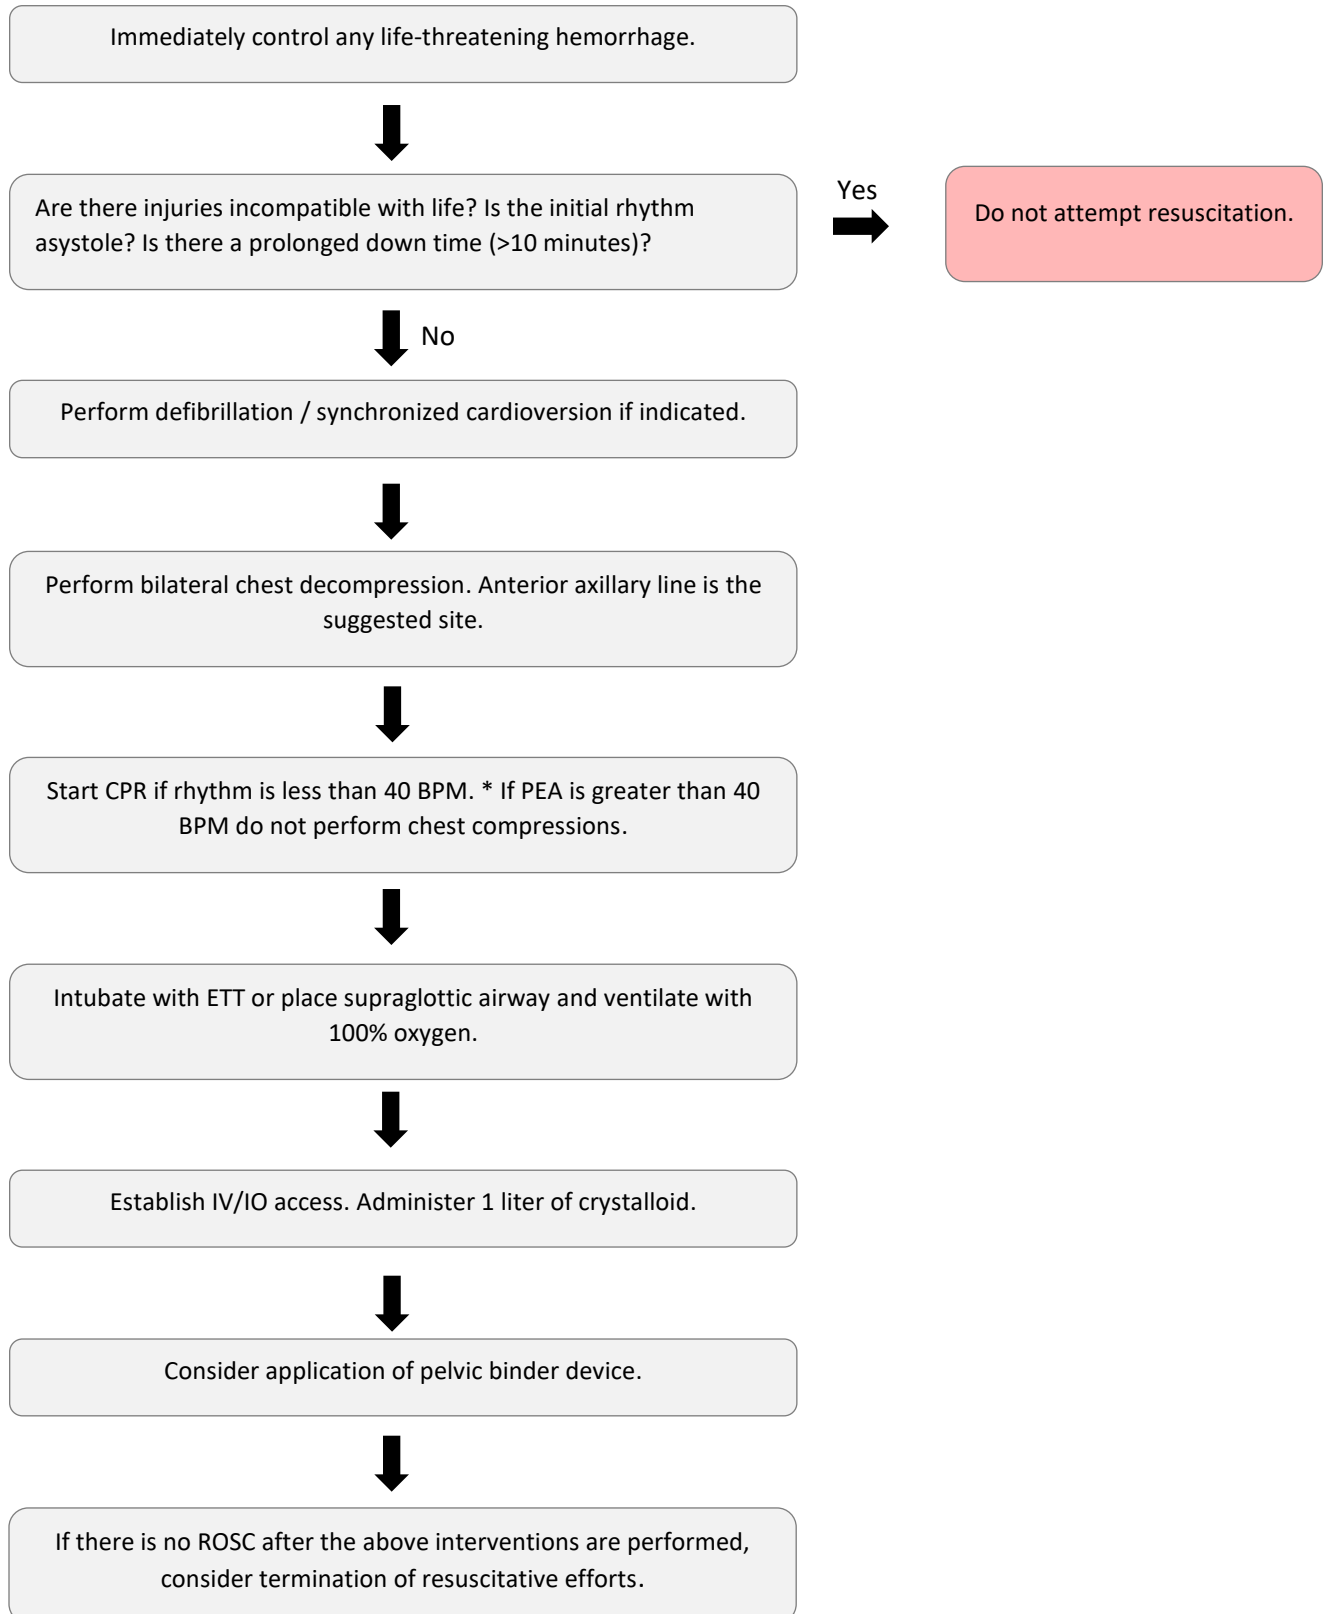 Immediately control any life-threatening hemorrhage.
Are there injuries incompatible with life? Is the initial rhythm
asystole? Is there a prolonged down time (>10 minutes)?
Yes
Do not attempt resuscitation.
No
Perform defibrillation / synchronized cardioversion if indicated.
Perform bilateral chest decompression. Anterior axillary line is the
suggested site.
Start CPR if rhythm is less than 40 BPM. * If PEA is greater than 40
BPM do not perform chest compressions.
Intubate with ETT or place supraglottic airway and ventilate with
100% oxygen.
Establish IV/IO access. Administer 1 liter of crystalloid.
Consider application of pelvic binder device.
If there is no ROSC after the above interventions are performed,
consider termination of resuscitative efforts.